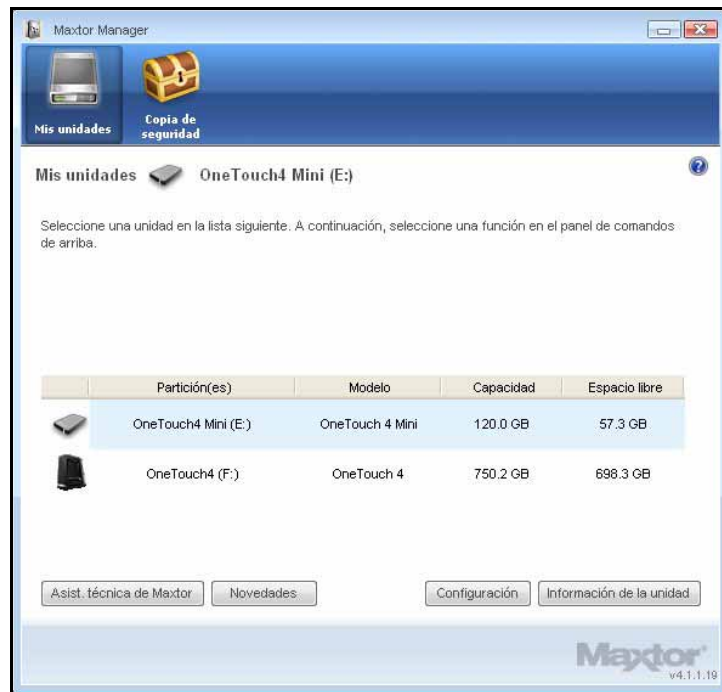 Maxtor Manager
Mis unidades
Copia de
seguridad
Mis unidades OneTouch4 Mini (E:)
Seleccione una unidad en la lista siguiente. A continuación, seleccione una función en el panel de comandos
de arriba.
Partición(es) Modelo Capacidad Espacio libre
OneTouch4 Mini (E:) OneTouch 4 Mini 120.0 GB 57.3 GB
OneTouch4 (F:) OneTouch 4 750.2 GB 698.3 GB
Asist. técnica de Maxtor Novedades Configuración Información de la unidad
Maxtor
v4.1.1.19